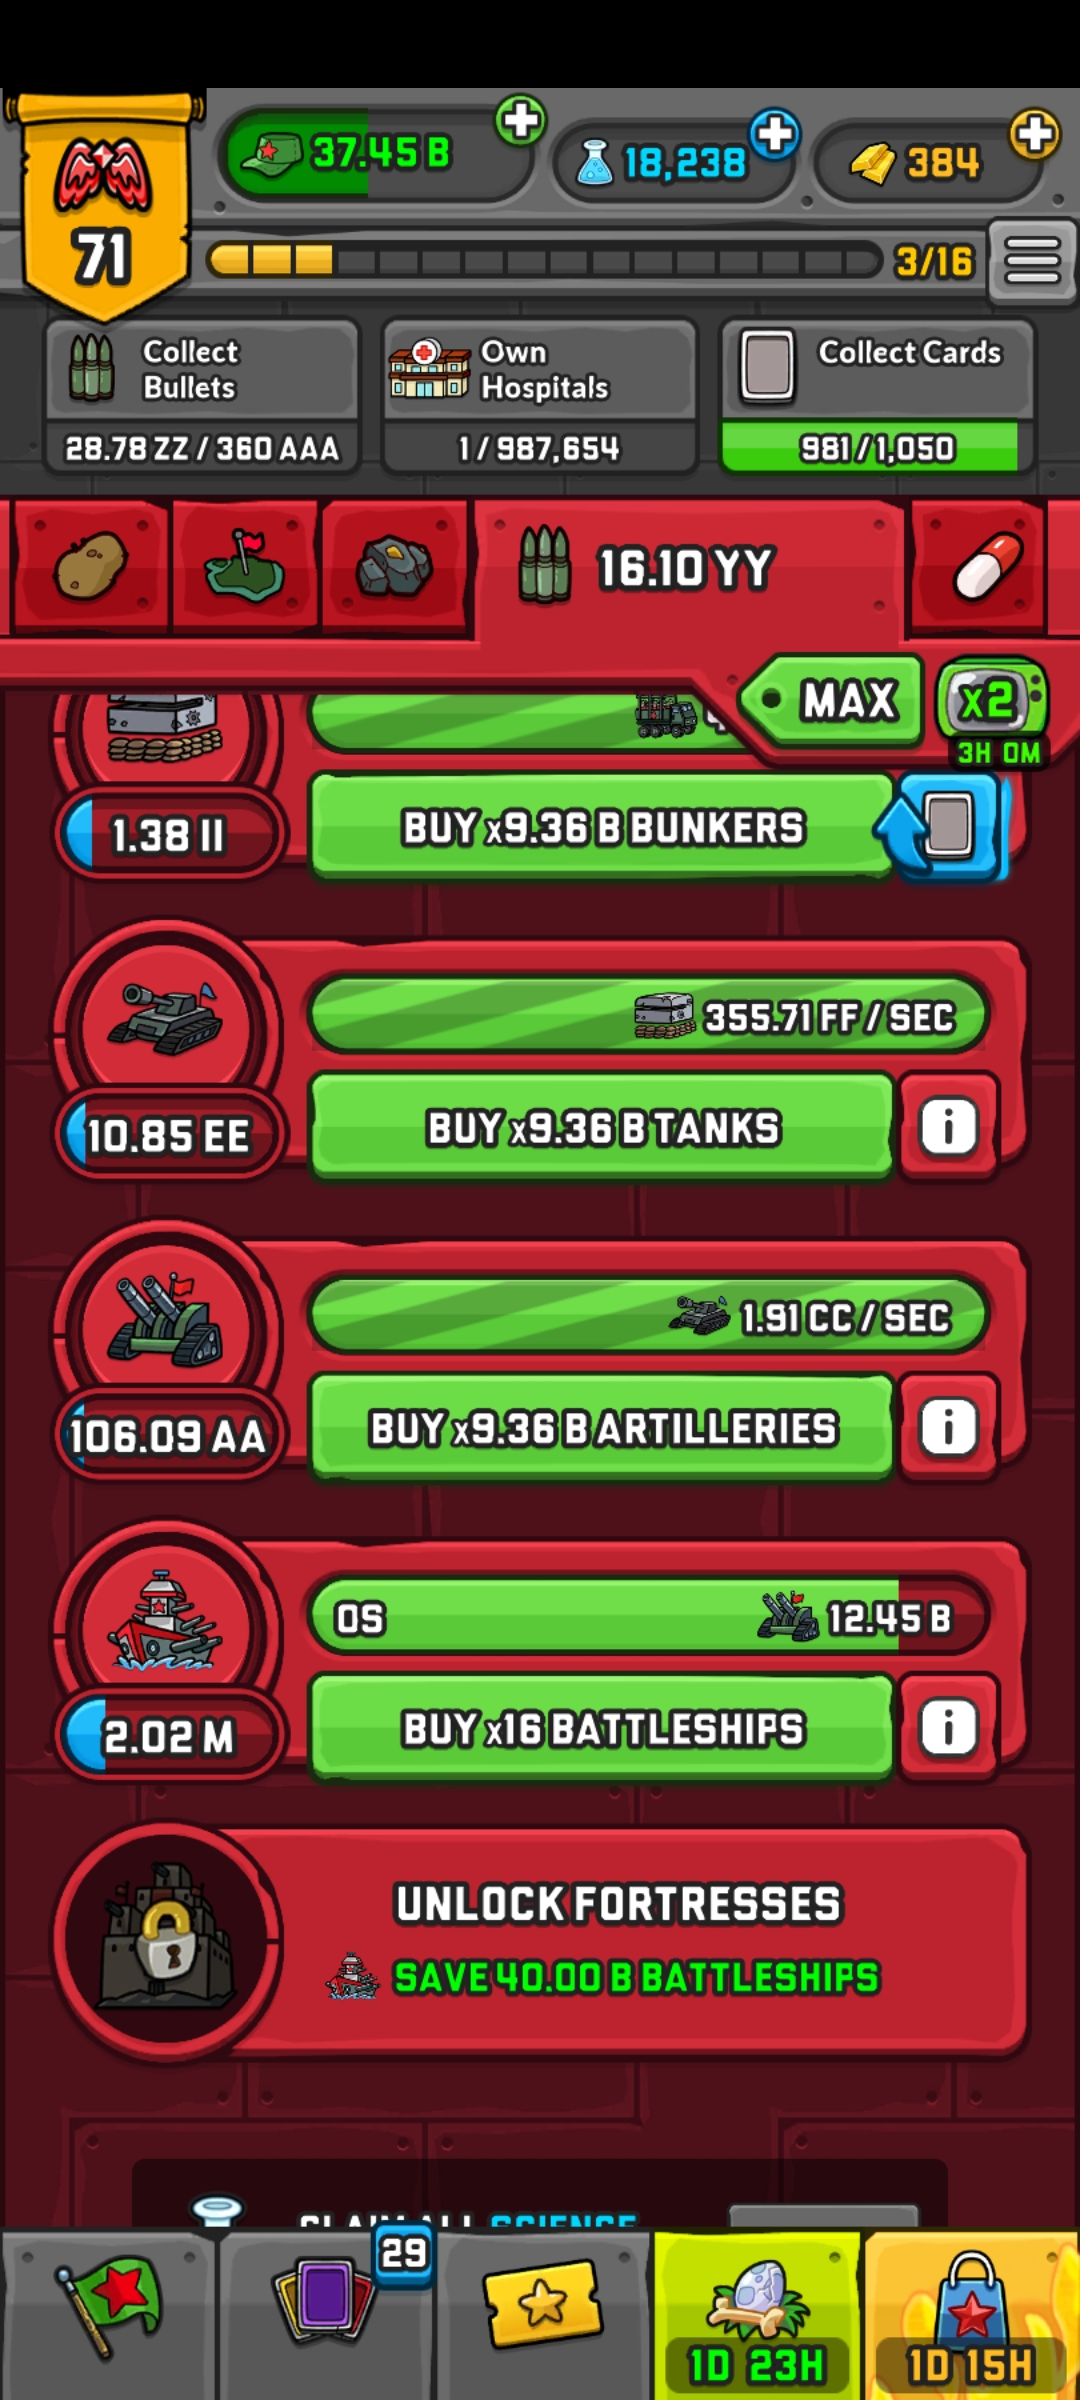 37.45 B
18,238
384
71
3/16
Collect
Bullets
28.78 ZZ / 360 AAA
Own
Hospitals
1 / 987,654
Collect Cards
981 / 1,050
16.10 YY
MAX
x2
3H 0M
1.38 II
BUY x9.36 B BUNKERS
355.71 FF / SEC
10.85 EE
BUY x9.36 B TANKS
1.91 CC / SEC
106.09 AA
BUY x9.36 B ARTILLERIES
0S
12.45 B
2.02 M
BUY x16 BATTLESHIPS
UNLOCK FORTRESSES
SAVE 40.00 B BATTLESHIPS
CLAIM ALL SCIENCE
29
1D 23H
1D 15H